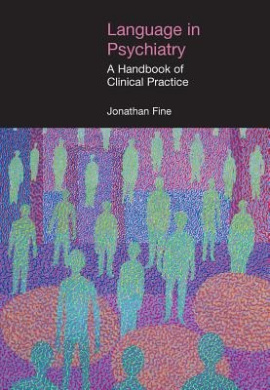 Language in
Psychiatry
A Handbook of
Clinical Practice
Jonathan Fine